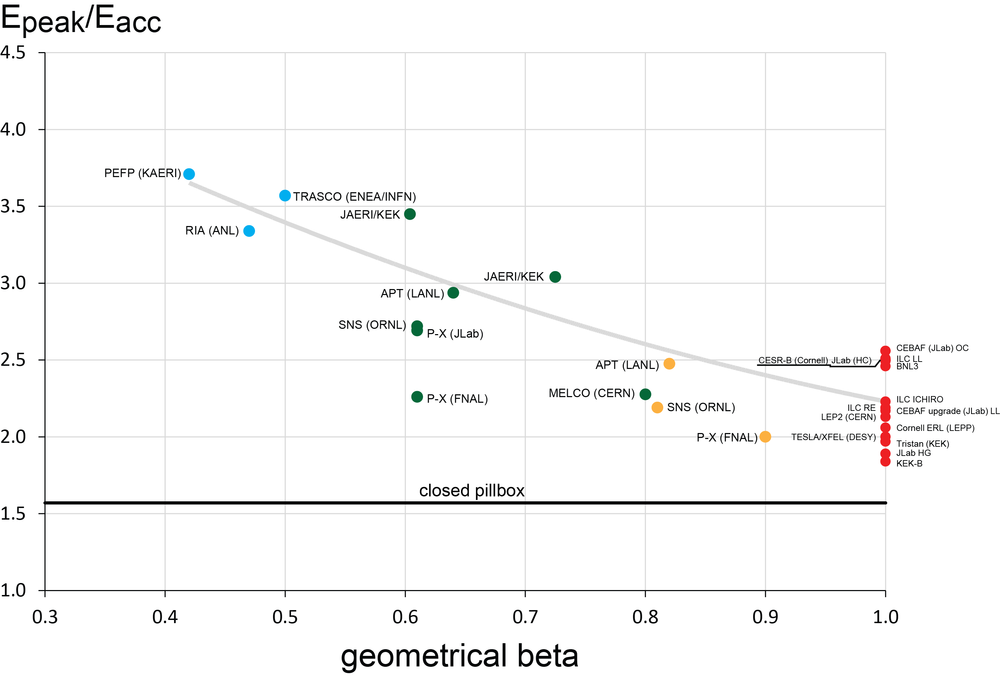 Epeak/Eacc
4.5
4.0
PEFP (KAERI)
TRASCO (ENEA/INFN)
3.5
JAERI/KEK
RIA (ANL)
JAERI/KEK
3.0
APT (LANL)
SNS (ORNL)
P-X (JLab)
CEBAF (JLab) OC
2.5
CESR-B (Cornell) JLab (HC)
ILC LL
APT (LANL)
BNL3
MELCO (CERN)
P-X (FNAL)
ILC ICHIRO
SNS (ORNL)
ILC RE
CEBAF upgrade (JLab) LL
LEP2 (CERN)
Cornell ERL (LEPP)
2.0
P-X (FNAL)
TESLA/XFEL (DESY)
Tristan (KEK)
JLab HG
KEK-B
closed pillbox
1.5
1.0
0.3 0.4 0.5 0.6 0.7 0.8 0.9 1.0
geometrical beta